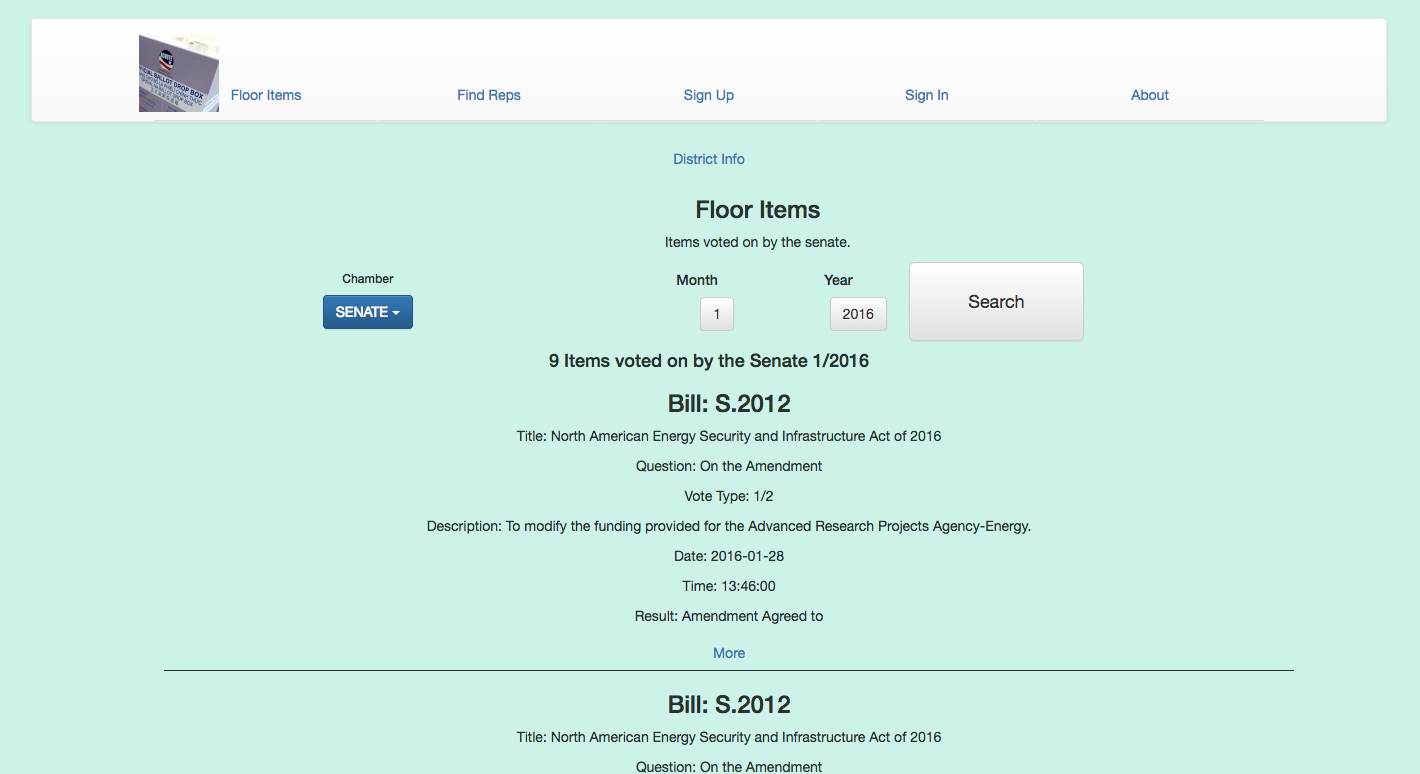 OFFICIAL BALLOT DROP BOX
Floor Items
Find Reps
Sign Up
Sign In
About
District Info
Floor Items
Items voted on by the senate.
Chamber
Month
Year
SENATE
1
2016
Search
9 Items voted on by the Senate 1/2016
Bill: S.2012
Title: North American Energy Security and Infrastructure Act of 2016
Question: On the Amendment
Vote Type: 1/2
Description: To modify the funding provided for the Advanced Research Projects Agency-Energy.
Date: 2016-01-28
Time: 13:46:00
Result: Amendment Agreed to
More
Bill: S.2012
Title: North American Energy Security and Infrastructure Act of 2016
Question: On the Amendment